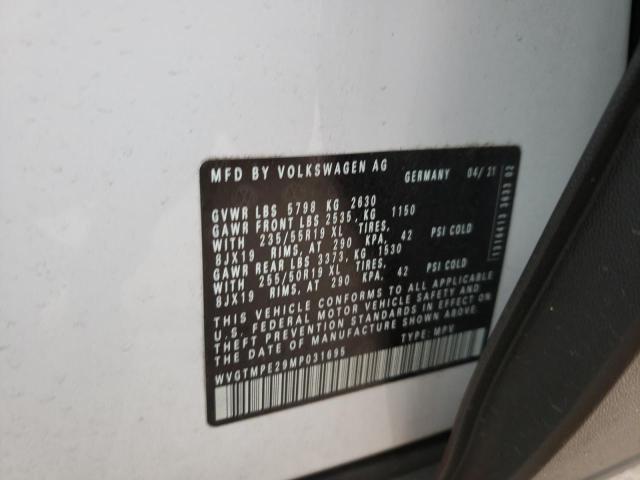 MFD BY VOLKSWAGEN AG GERMANY 04/21
GVWR LBS 5798 KG 2630
GAWR FRONT LBS 2535, KG 1150
WITH 235/55R19 XL TIRES,
8JX19 RIMS, AT 290 KPA, 42 PSI COLD
GAWR REAR LBS 3373, KG 1530
WITH 255/50R19 XL TIRES,
8JX19 RIMS, AT 290 KPA, 42 PSI COLD
THIS VEHICLE CONFORMS TO ALL APPLICABLE
U.S. FEDERAL MOTOR VEHICLE SAFETY AND
THEFT PREVENTION STANDARDS IN EFFECT ON
THE DATE OF MANUFACTURE SHOWN ABOVE.
WVGTMPE29MP031695 TYPE: MPV